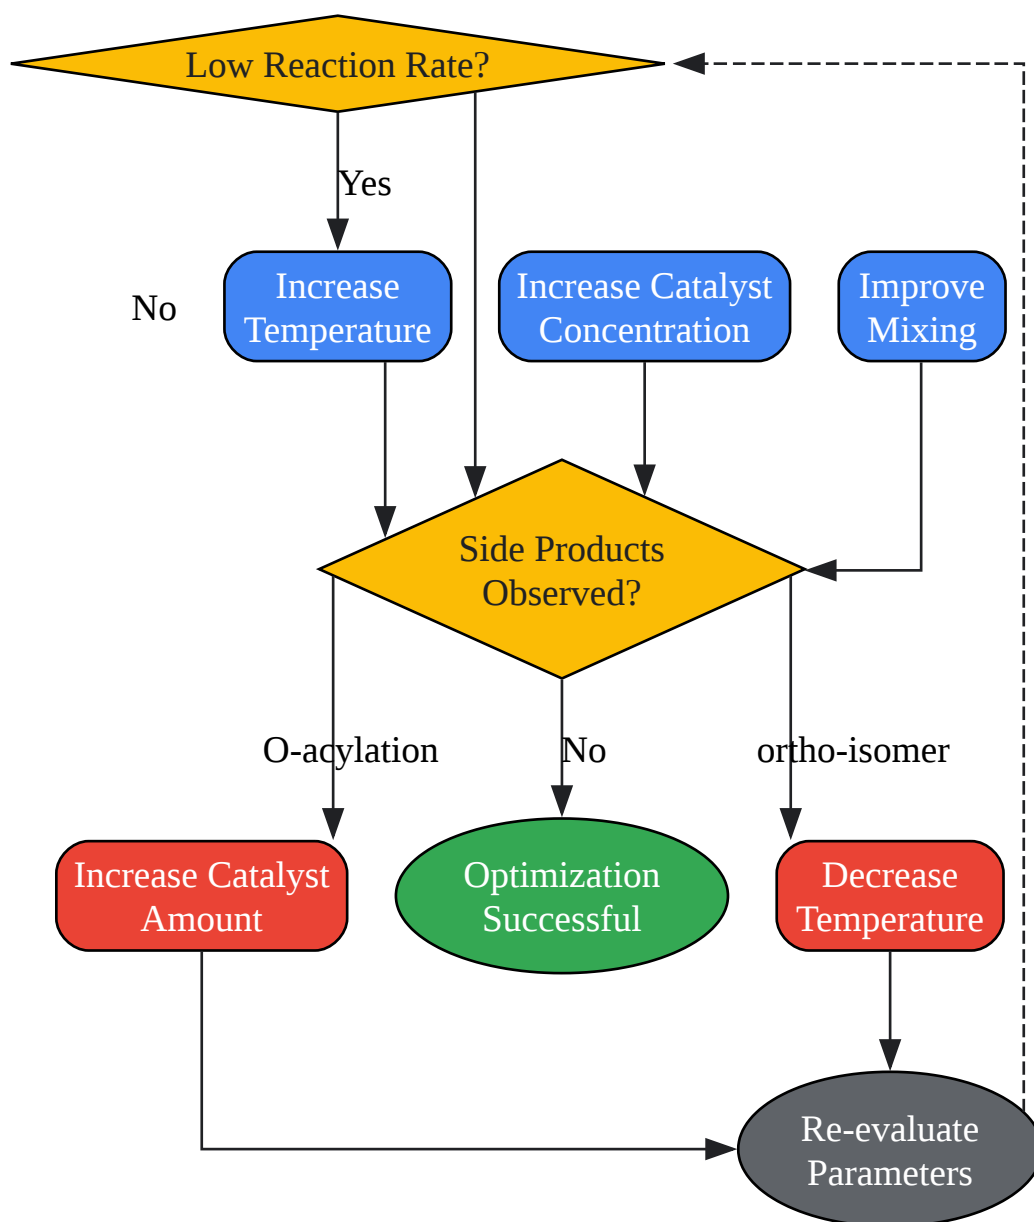 Low Reaction Rate?
Yes
No
Increase
Temperature
Increase Catalyst
Concentration
Improve
Mixing
Side Products
Observed?
O-acylation
No
ortho-isomer
Increase Catalyst
Amount
Optimization
Successful
Decrease
Temperature
Re-evaluate
Parameters